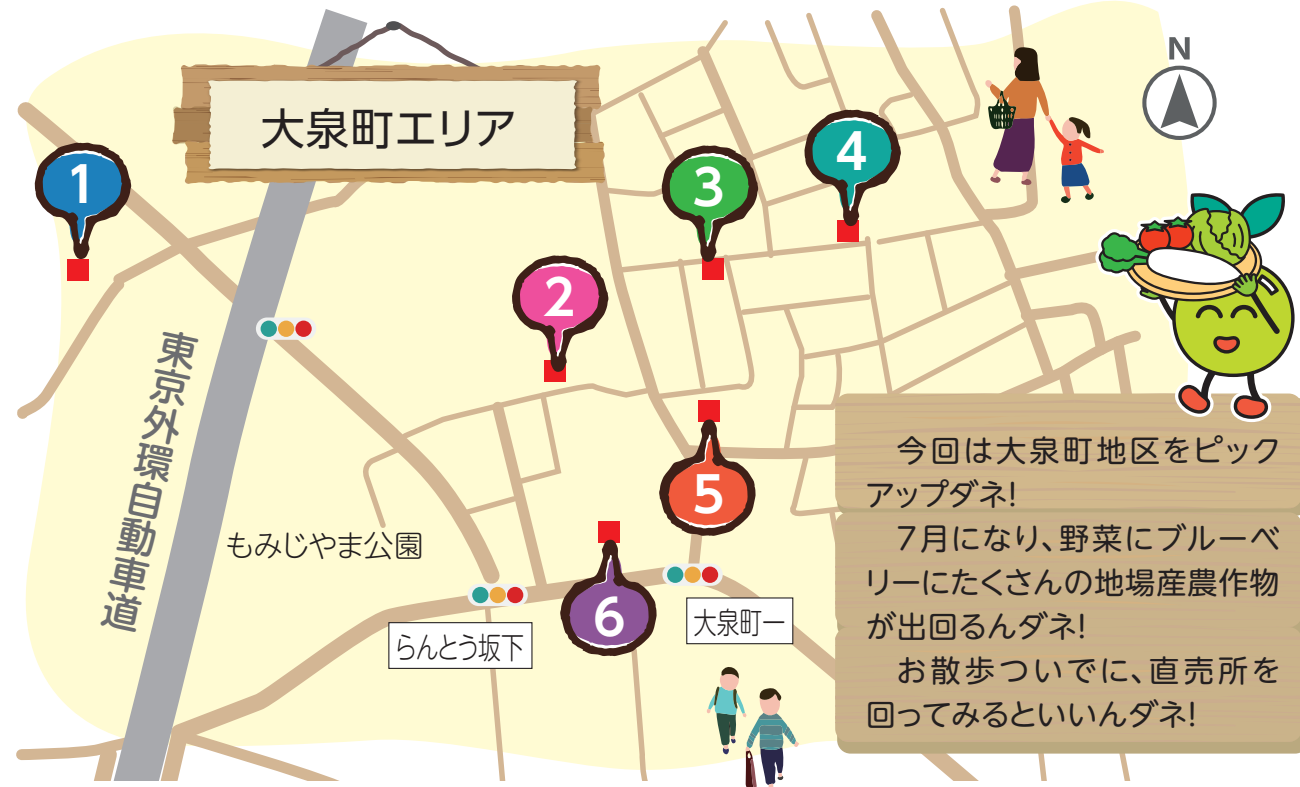 大泉町エリア
N
1
2
3
4
5
6
東京外環自動車道
もみじやま公園
らんとう坂下
大泉町一
今回は大泉町地区をピック
アップダネ!
7月になり、野菜にブルーベ
リーにたくさんの地場産農作物
が出回るんダネ!
お散歩ついでに、直売所を
回ってみるといいんダネ!